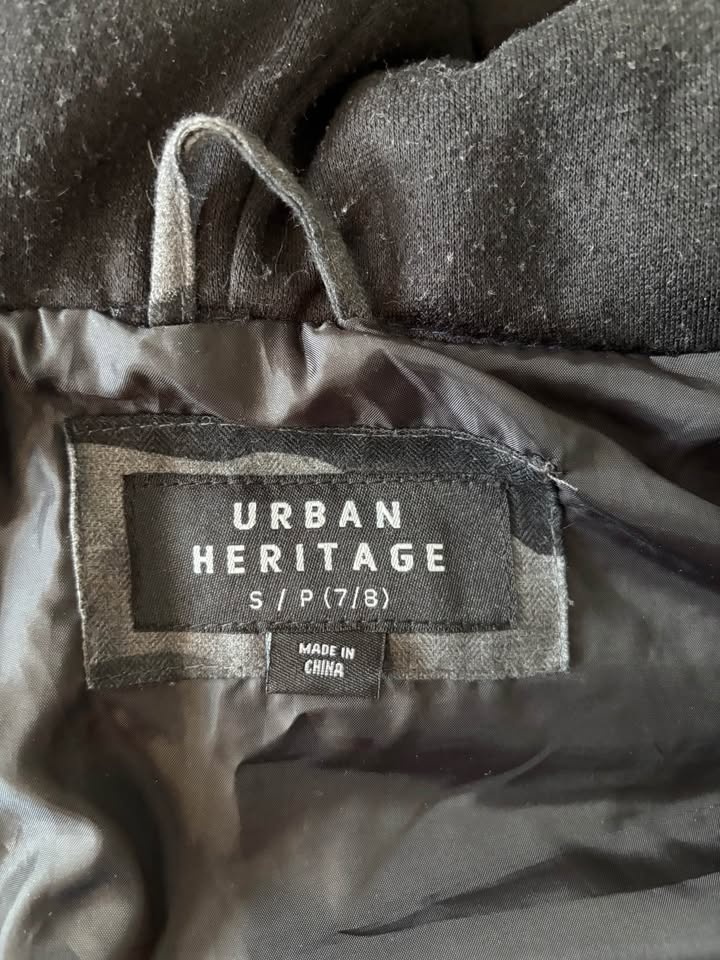 URBAN
HERITAGE
S / P (7/8)
MADE IN
CHINA